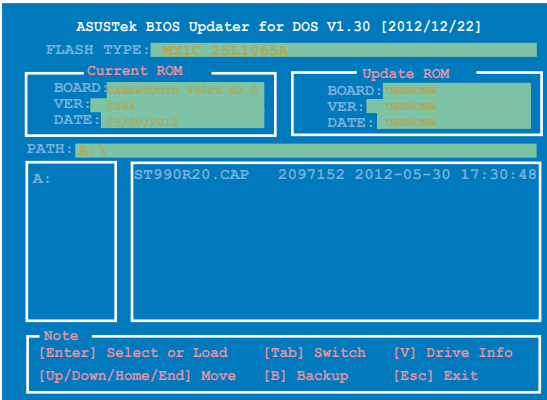 ASUSTek BIOS Updater for DOS V1.30 [2012/12/22]
FLASH TYPE: MX1C 25L1065A
Current ROM
BOARD: SABERTOOTH 990FX R2.0
VER: 0204
DATE: 05/30/2012
Update ROM
BOARD: UNKNOWN
VER: UNKNOWN
DATE: UNKNOWN
PATH: A:\
A:
ST990R20.CAP 2097152 2012-05-30 17:30:48
Note
[Enter] Select or Load [Tab] Switch [V] Drive Info
[Up/Down/Home/End] Move [B] Backup [Esc] Exit